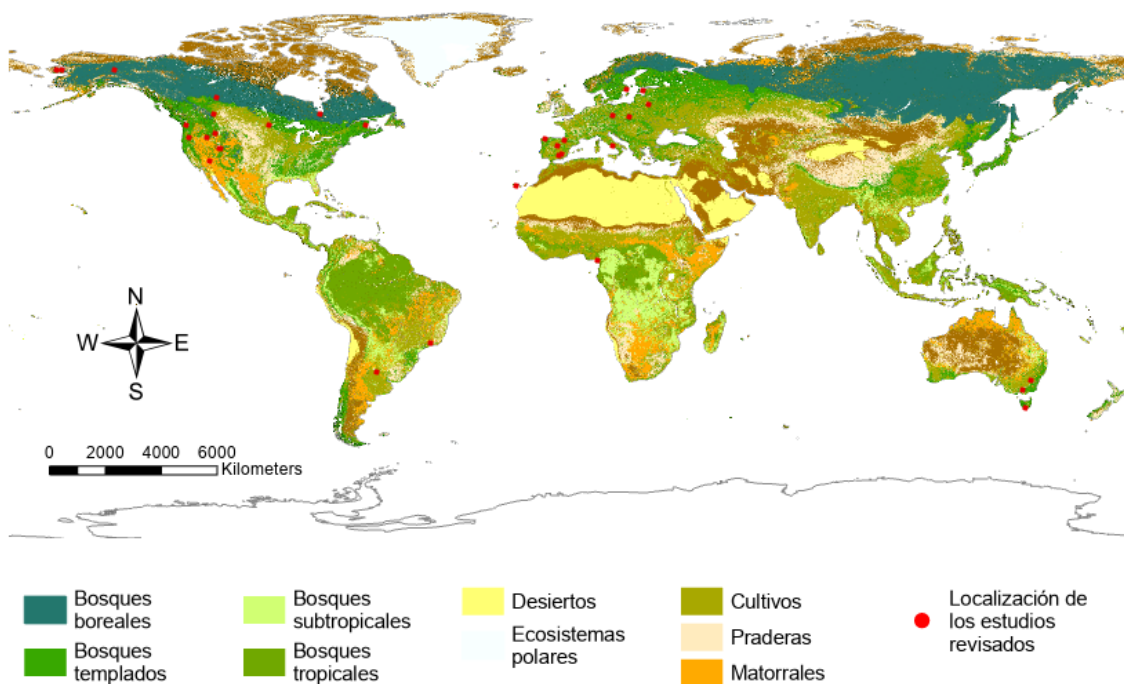 N
W E
S
0 2000 4000 6000
Kilometers
Bosques
boreales
Bosques
templados
Bosques
subtropicales
Bosques
tropicales
Desiertos
Ecosistemas
polares
Cultivos
Praderas
Matorrales
Localización de
los estudios
revisados